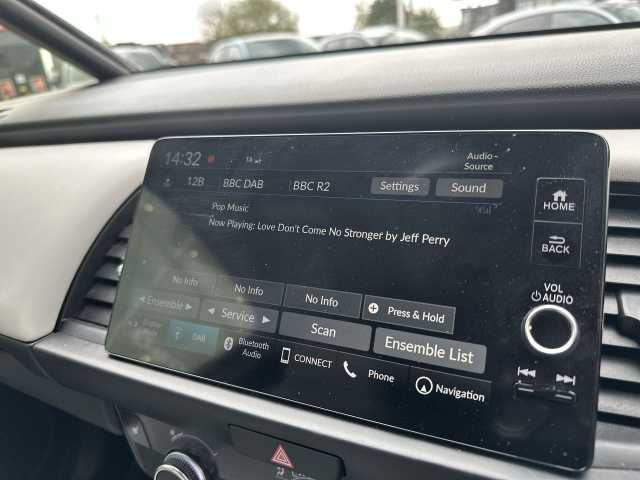 14:32
Audio-
Source
12B BBC DAB BBC R2 Settings Sound
Pop Music
Now Playing: Love Don't Come No Stronger by Jeff Perry
HOME
BACK
No Info No Info No Info Press & Hold
Ensemble Service Scan Ensemble List
DAB Bluetooth
Audio CONNECT Phone Navigation
VOL
AUDIO